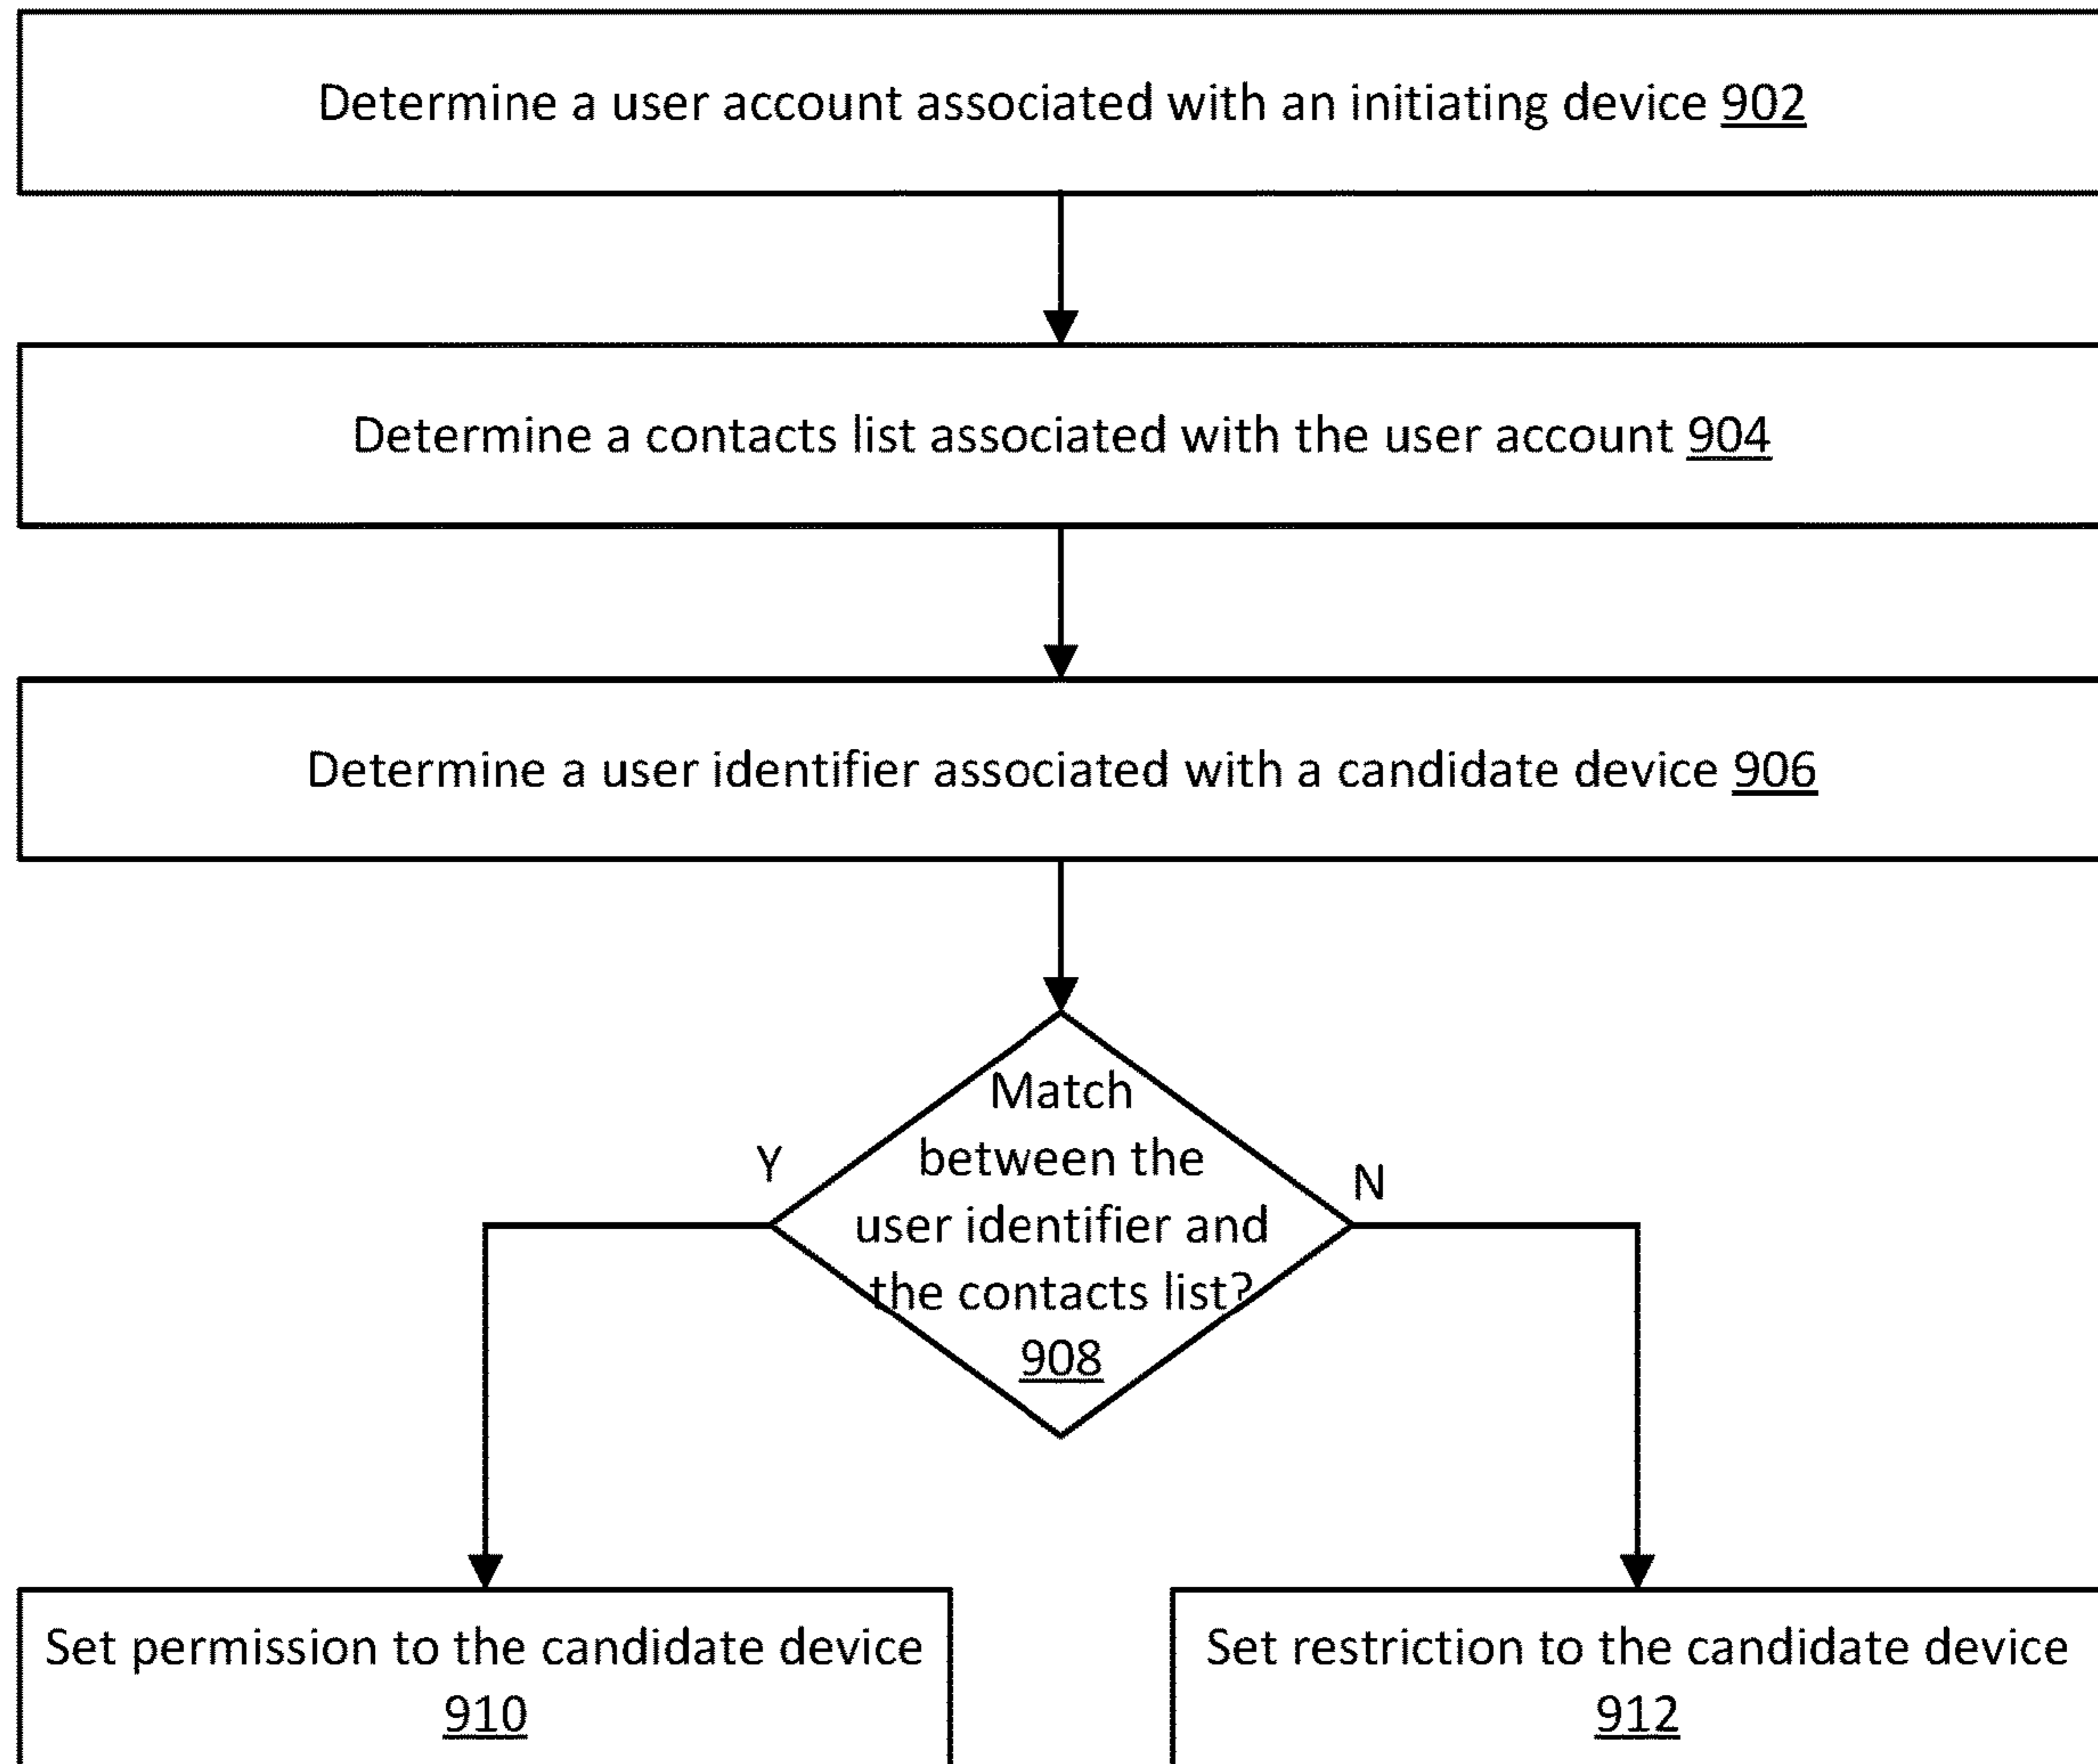 Determine a user account associated with an initiating device 902
Determine a contacts list associated with the user account 904
Determine a user identifier associated with a candidate device 906
Match
between the
user identifier and
the contacts list?
908
Y
N
Set permission to the candidate device
910
Set restriction to the candidate device
912